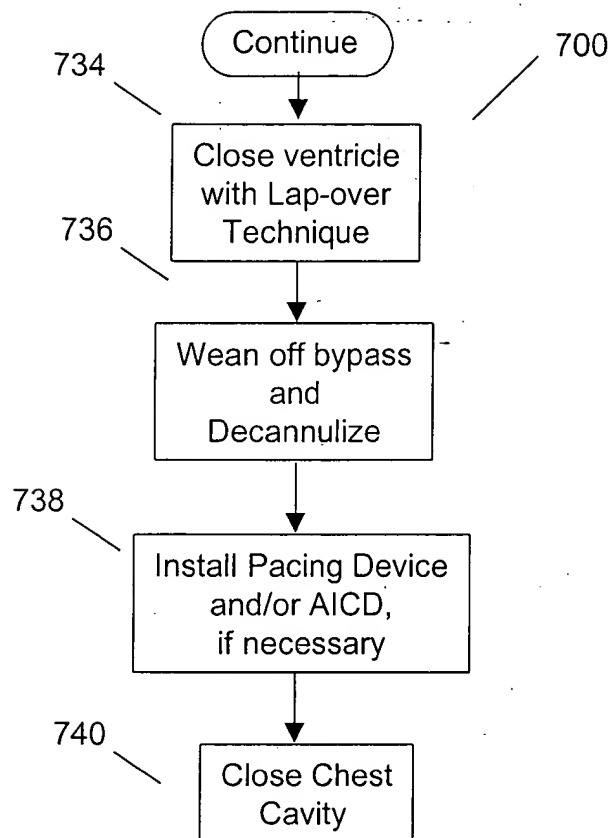 Continue
734
700
Close ventricle
with Lap-over
Technique
736
Wean off bypass
and
Decannulize
738
Install Pacing Device
and/or AICD,
if necessary
740
Close Chest
Cavity